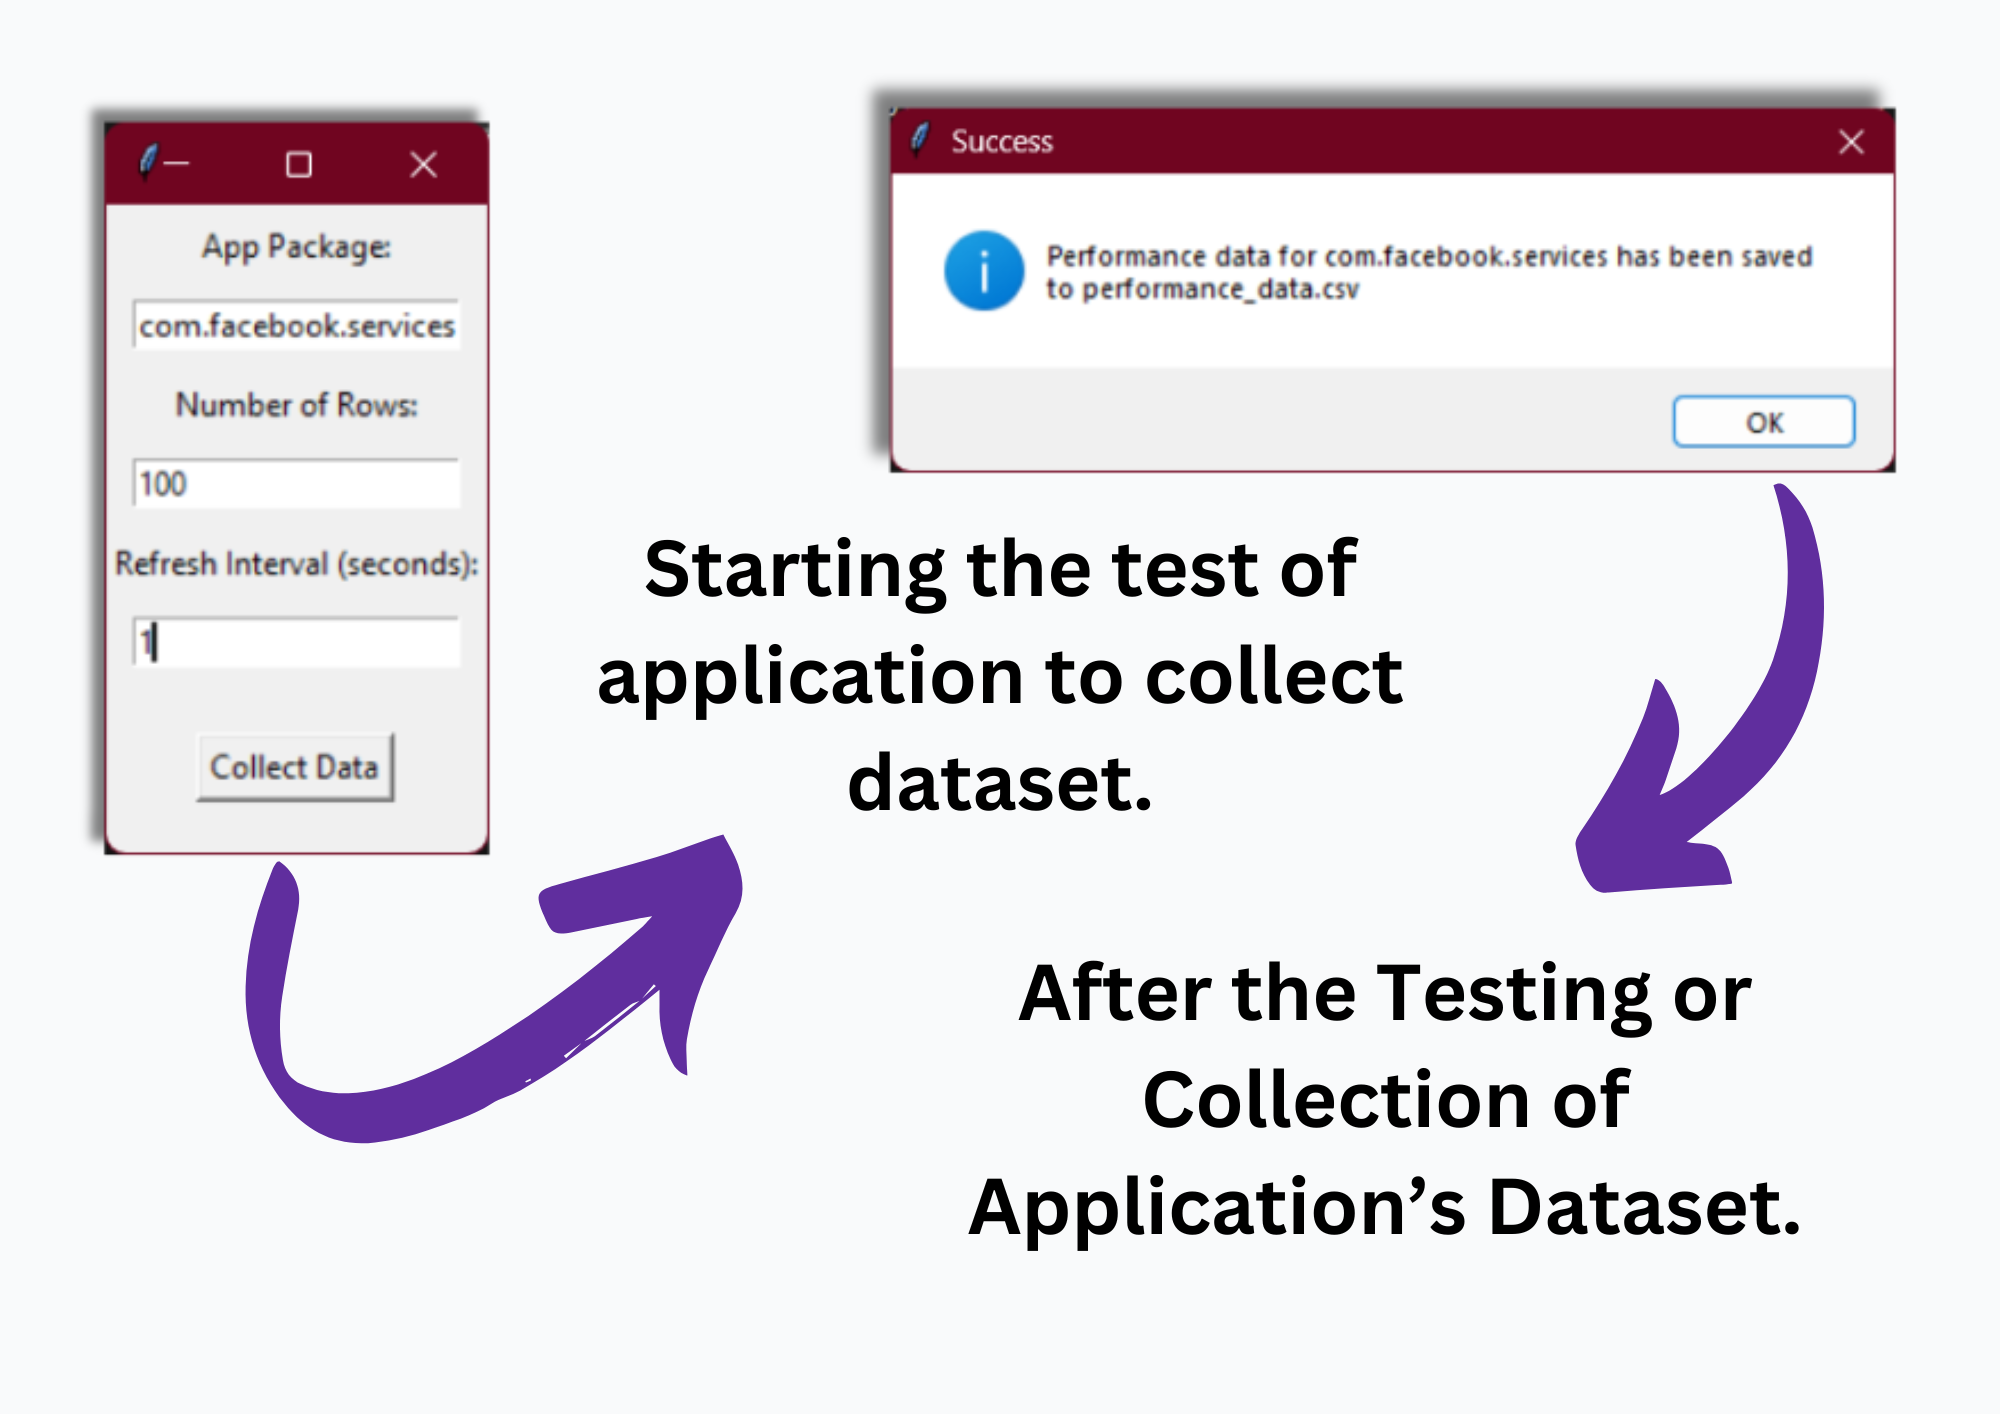 App Package:
com.facebook.services
Number of Rows:
100
Refresh Interval (seconds):
1
Collect Data
Success
Performance data for com.facebook.services has been saved
to performance_data.csv
OK
Starting the test of
application to collect
dataset.
After the Testing or
Collection of
Application’s Dataset.